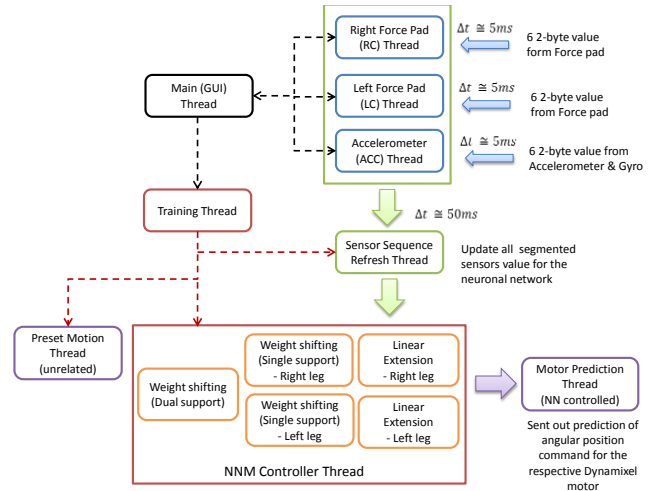 Right Force Pad
(RC) Thread
Δt ≅ 5ms
6 2-byte value
form Force pad
Main (GUI)
Thread
Left Force Pad
(LC) Thread
Δt ≅ 5ms
6 2-byte value
from Force pad
Accelerometer
(ACC) Thread
Δt ≅ 5ms
6 2-byte value from
Accelerometer & Gyro
Training Thread
Δt ≅ 50ms
Sensor Sequence
Refresh Thread
Update all segmented
sensors value for the
neuronal network
Preset Motion
Thread
(unrelated)
Weight shifting
(Dual support)
Weight shifting
(Single support)
- Right leg
Linear
Extension
- Right leg
Weight shifting
(Single support)
- Left leg
Linear
Extension
- Left leg
NNM Controller Thread
Motor Prediction
Thread
(NN controlled)
Sent out prediction of
angular position
command for the
respective Dynamixel
motor